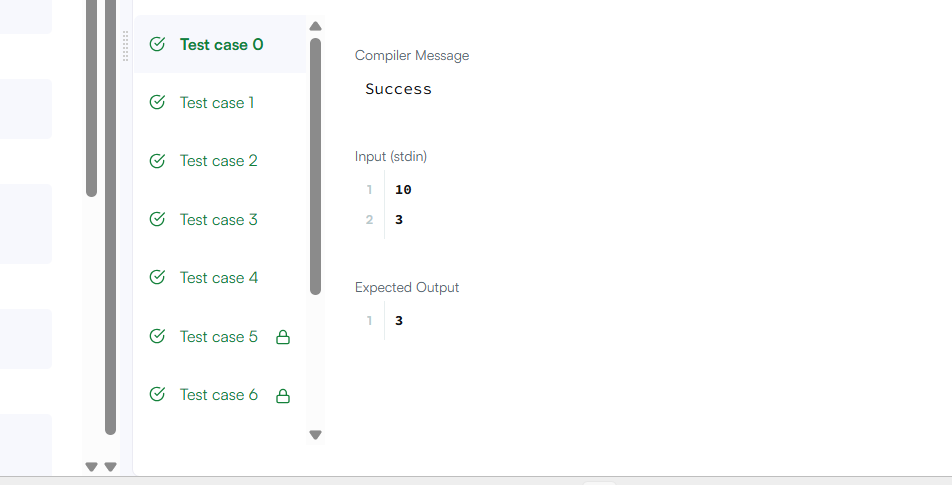 Test case 0
Test case 1
Test case 2
Test case 3
Test case 4
Test case 5
Test case 6
Compiler Message
Success
Input (stdin)
1 10
2 3
Expected Output
1 3